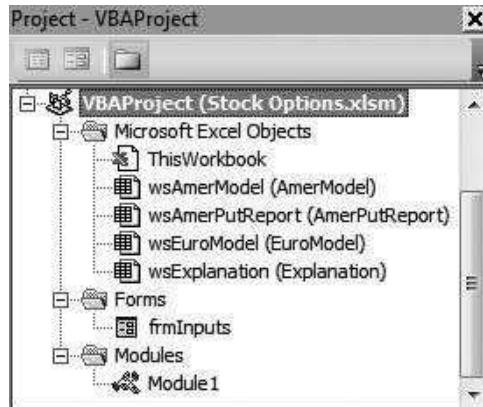 Project - VBAProject
VBAProject (Stock Options.xlsm)
Microsoft Excel Objects
ThisWorkbook
wsAmerModel (AmerModel)
wsAmerPutReport (AmerPutReport)
wsEuroModel (EuroModel)
wsExplanation (Explanation)
Forms
frmInputs
Modules
Module1